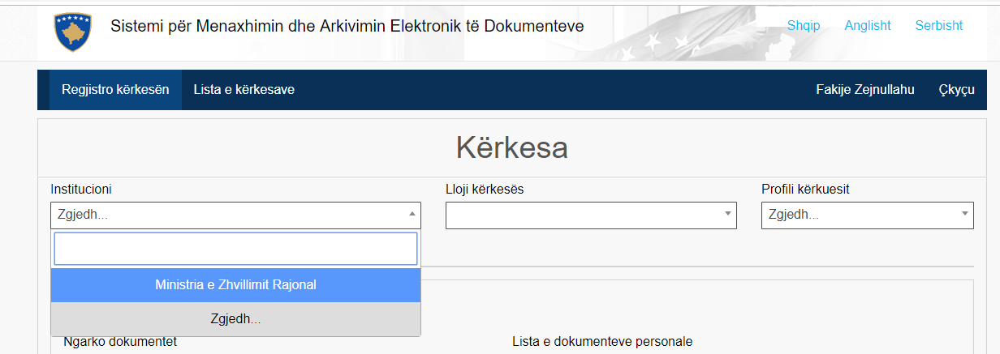 Sistemi për Menaxhimin dhe Arkivimin Elektronik të Dokumenteve
Shqip Anglisht Serbisht
Regjistro kërkesën Lista e kërkesave Fakije Zejnullahu Çkyçu
Kërkesa
Institucioni Lloji kërkesës Profili kërkuesit
Zgjedh... Zgjedh...
Ministria e Zhvillimit Rajonal
Zgjedh...
Ngarko dokumentet Lista e dokumenteve personale